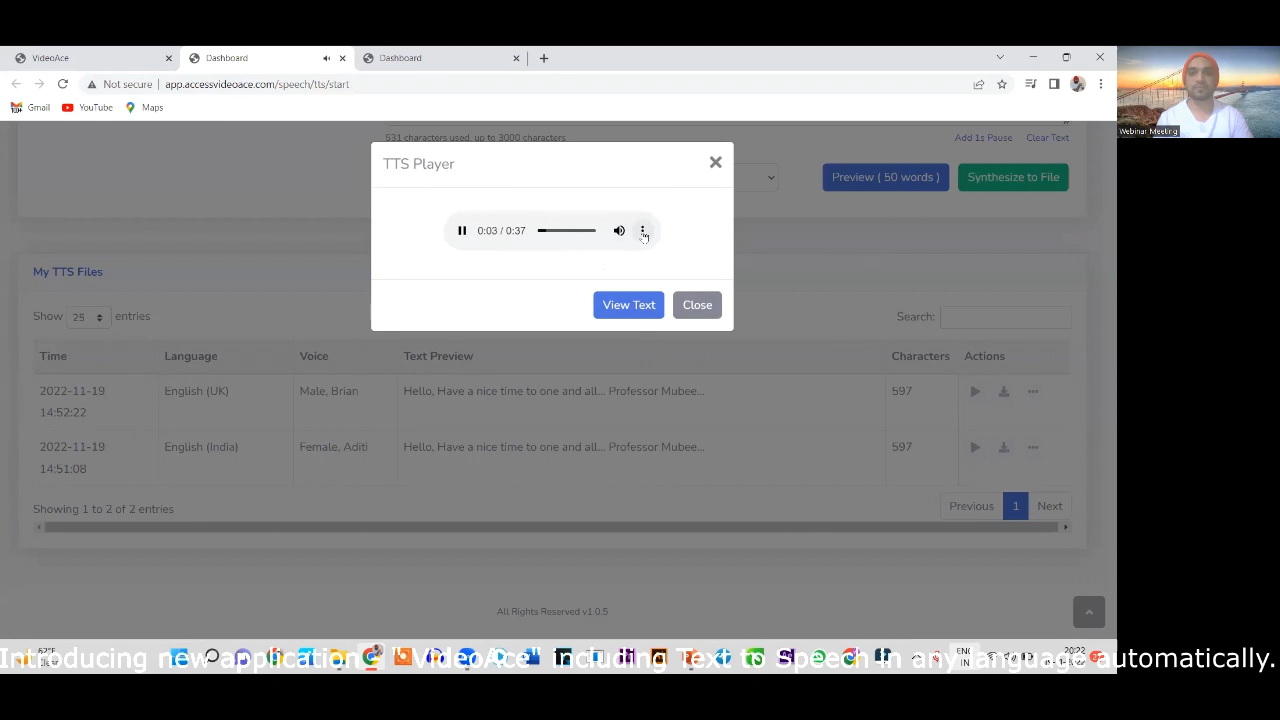 VideoAce
Dashboard
Dashboard
Not secure | app.accessvideoace.com/speech/tts/start
Gmail YouTube Maps
Webinar Meeting
531 characters used, up to 3000 characters
Add 1s Pause Clear Text
TTS Player
Preview ( 50 words ) Synthesize to File
0:03 / 0:37
My TTS Files
View Text Close
Show 25 entries
Search:
Time Language Voice Text Preview Characters Actions
2022-11-19 English (UK) Male, Brian Hello, Have a nice time to one and all... Professor Mubee... 597
14:52:22
2022-11-19 English (India) Female, Aditi Hello, Have a nice time to one and all... Professor Mubee... 597
14:51:08
Showing 1 to 2 of 2 entries
Previous 1 Next
All Rights Reserved v1.0.5
ENG 20:22
IN
Introducing new application : " VideoAce" including Text to Speech in any language automatically.